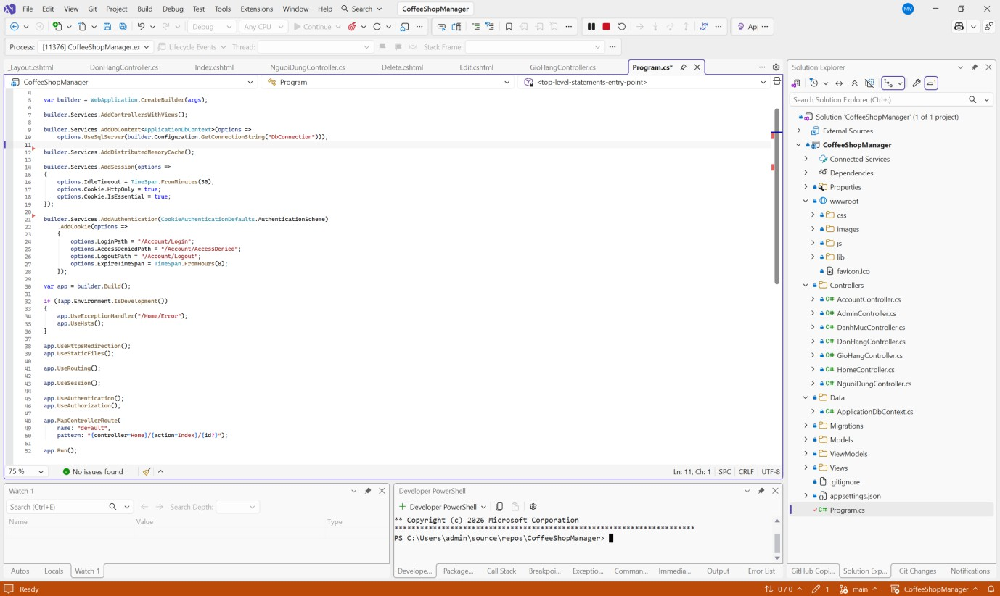 File Edit View Git Project Build Debug Test Tools Extensions Window Help Search CoffeeShopManager MV
Debug Any CPU Continue Ap
Process: [11376] CoffeeShopManager.ex Lifecycle Events Thread: Stack Frame:
_Layout.cshtml DonHangController.cs Index.cshtml NguoiDungController.cs Delete.cshtml Edit.cshtml GioHangController.cs Program.cs*
CoffeeShopManager Program <top-level-statements-entry-point>
4
5 var builder = WebApplication.CreateBuilder(args);
6
7 builder.Services.AddControllersWithViews();
8
9 builder.Services.AddDbContext<ApplicationDbContext>(options =>
10 options.UseSqlServer(builder.Configuration.GetConnectionString("DbConnection")));
11
12 builder.Services.AddDistributedMemoryCache();
13
14 builder.Services.AddSession(options =>
15 {
16 options.IdleTimeout = TimeSpan.FromMinutes(30);
17 options.Cookie.HttpOnly = true;
18 options.Cookie.IsEssential = true;
19 });
20
21 builder.Services.AddAuthentication(CookieAuthenticationDefaults.AuthenticationScheme)
22 .AddCookie(options =>
23 {
24 options.LoginPath = "/Account/Login";
25 options.AccessDeniedPath = "/Account/AccessDenied";
26 options.LogoutPath = "/Account/Logout";
27 options.ExpireTimeSpan = TimeSpan.FromHours(8);
28 });
29
30 var app = builder.Build();
31
32 if (!app.Environment.IsDevelopment())
33 {
34 app.UseExceptionHandler("/Home/Error");
35 app.UseHsts();
36 }
37
38 app.UseHttpsRedirection();
39 app.UseStaticFiles();
40
41 app.UseRouting();
42
43 app.UseSession();
44
45 app.UseAuthentication();
46 app.UseAuthorization();
47
48 app.MapControllerRoute(
49 name: "default",
50 pattern: "{controller=Home}/{action=Index}/{id?}");
51
52 app.Run();
75 % No issues found Ln: 11, Ch: 1 SPC CRLF UTF-8
Watch 1
Search (Ctrl+E) Search Depth:
Name Value Type
Autos Locals Watch 1
Developer PowerShell
+ Developer PowerShell
** Copyright (c) 2026 Microsoft Corporation
**********************************************************************
PS C:\Users\admin\source\repos\CoffeeShopManager>
Develope... Package... Call Stack Breakpoi... Exceptio... Comman... Immedia... Output Error List
Solution Explorer
Search Solution Explorer (Ctrl+;)
Solution 'CoffeeShopManager' (1 of 1 project)
External Sources
CoffeeShopManager
Connected Services
Dependencies
Properties
wwwroot
css
images
js
lib
favicon.ico
Controllers
C# AccountController.cs
C# AdminController.cs
C# DanhMucController.cs
C# DonHangController.cs
C# GioHangController.cs
C# HomeController.cs
C# NguoiDungController.cs
Data
C# ApplicationDbContext.cs
Migrations
Models
ViewModels
Views
.gitignore
appsettings.json
C# Program.cs
GitHub Copi... Solution Exp... Git Changes Notifications
Ready 0 / 0 1 main CoffeeShopManager